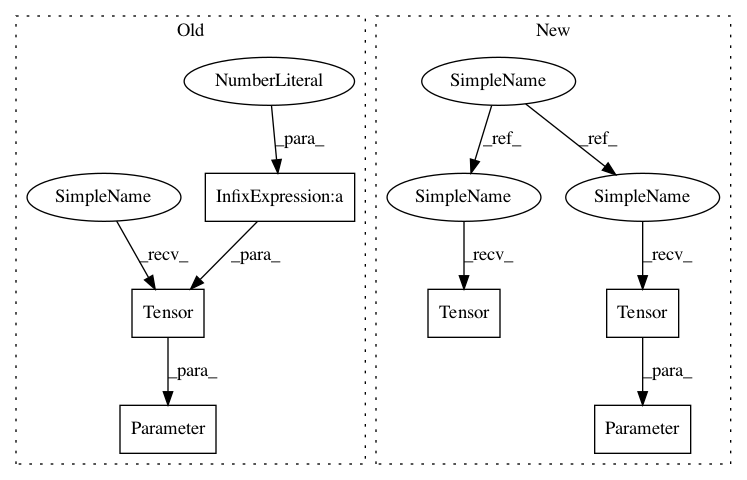 Old
New
NumberLiteral
SimpleName
_para_
_ref_
_ref_
SimpleName
InfixExpression:a
SimpleName
SimpleName
_recv_
_para_
_recv_
_recv_
Tensor
Tensor
Tensor
_para_
_para_
Parameter
Parameter